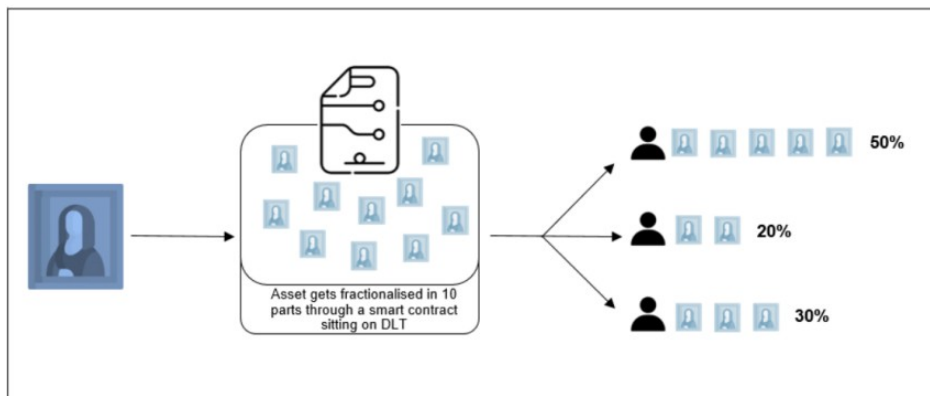 50%
20%
Asset gets fractionalised in 10
parts through a smart contract
sitting on DLT
30%